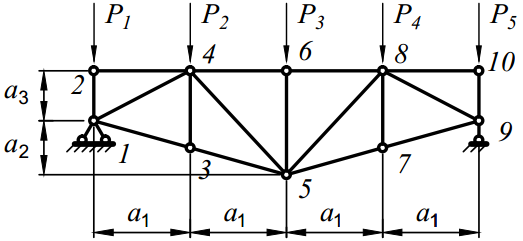 P₁ P₂ P₃ P₄ P₅
2 4 6 8 10
a₃
a₂
1 3 5 7 9
a₁ a₁ a₁ a₁